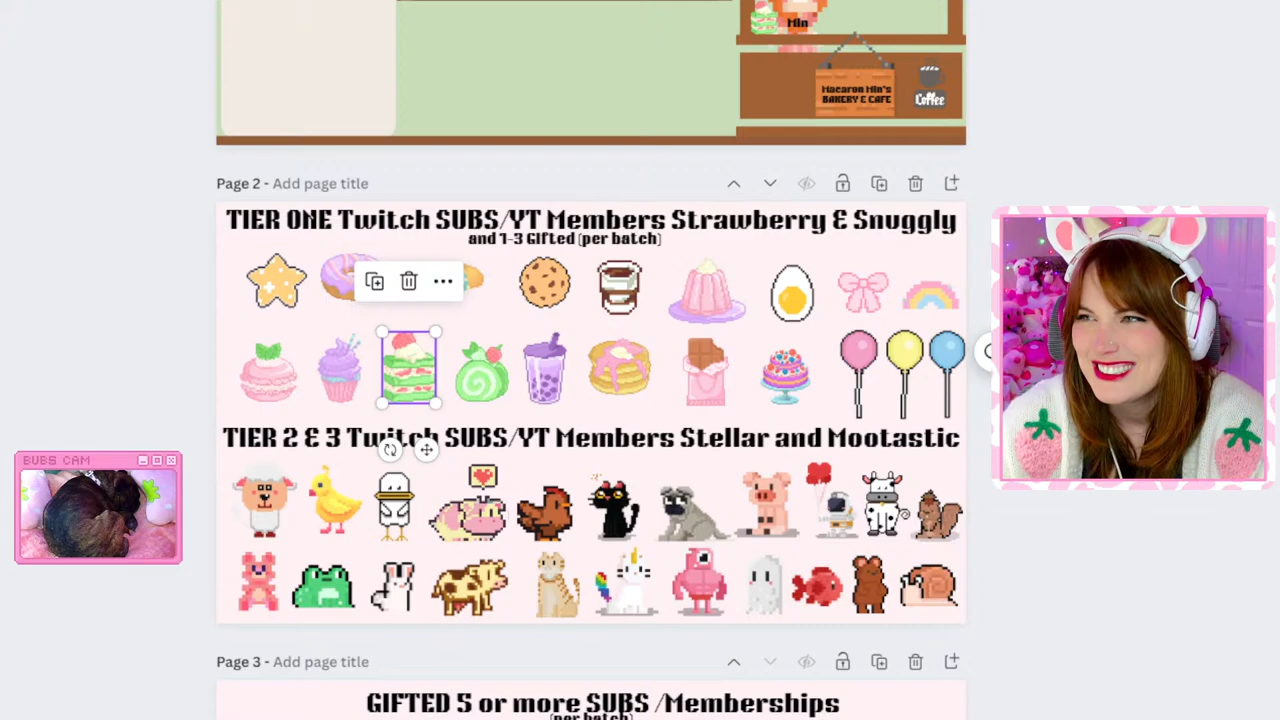 Min
Macaron Min's
BAKERY & CAFE
Coffee
Page 2 - Add page title
TIER ONE Twitch SUBS/YT Members Strawberry & Snuggly
and 1-3 Gifted (per batch)
TIER 2 & 3 Twitch SUBS/YT Members Stellar and Mootastic
BUBS CAM
Page 3 - Add page title
GIFTED 5 or more SUBS /Memberships
(per batch)